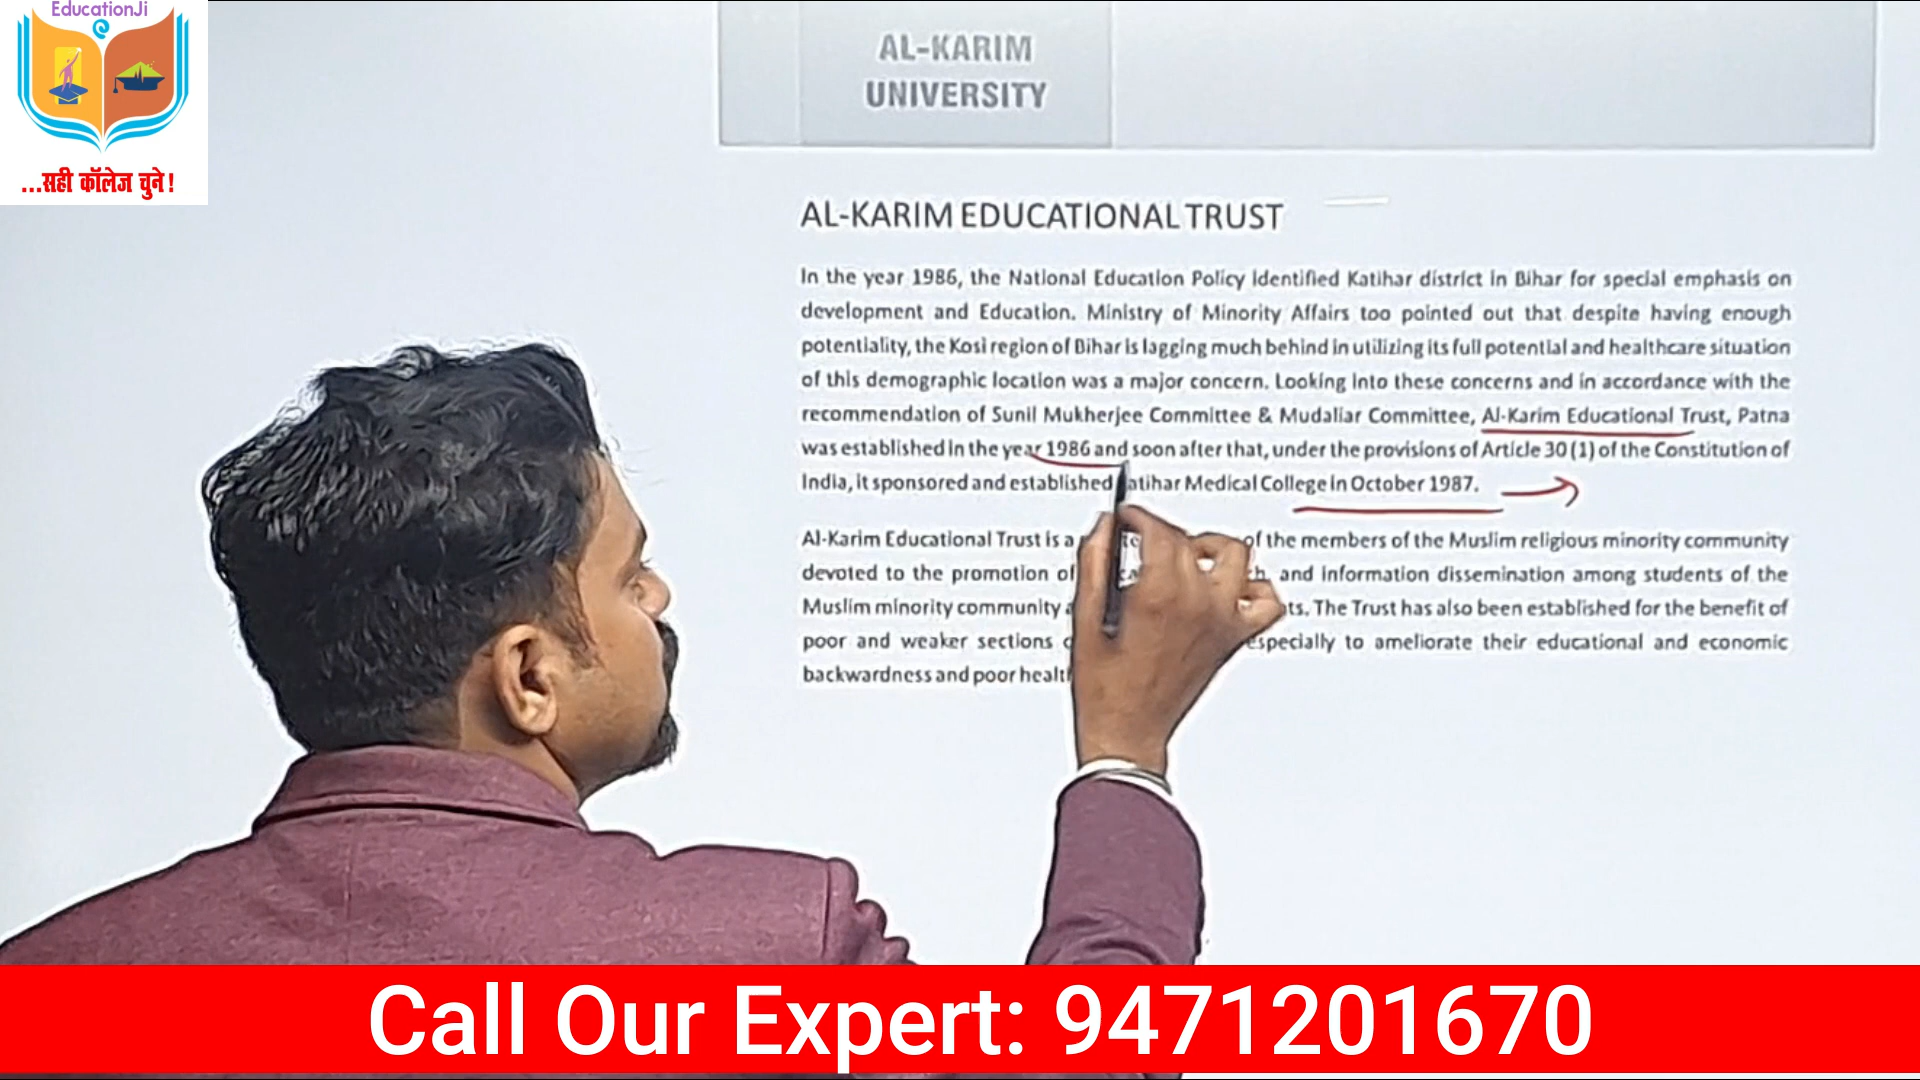 EducationJi
...सही कॉलेज चुने!
AL-KARIM
UNIVERSITY
AL-KARIM EDUCATIONAL TRUST
In the year 1986, the National Education Policy identified Katihar district in Bihar for special emphasis on
development and Education. Ministry of Minority Affairs too pointed out that despite having enough
potentiality, the Kosi region of Bihar is lagging much behind in utilizing its full potential and healthcare situation
of this demographic location was a major concern. Looking into these concerns and in accordance with the
recommendation of Sunil Mukherjee Committee & Mudaliar Committee, Al-Karim Educational Trust, Patna
was established in the year 1986 and soon after that, under the provisions of Article 30 (1) of the Constitution of
India, it sponsored and established atihar Medical College in October 1987.
Al-Karim Educational Trust is a of the members of the Muslim religious minority community
devoted to the promotion of and information dissemination among students of the
Muslim minority community The Trust has also been established for the benefit of
poor and weaker sections especially to ameliorate their educational and economic
backwardness and poor
Call Our Expert: 9471201670